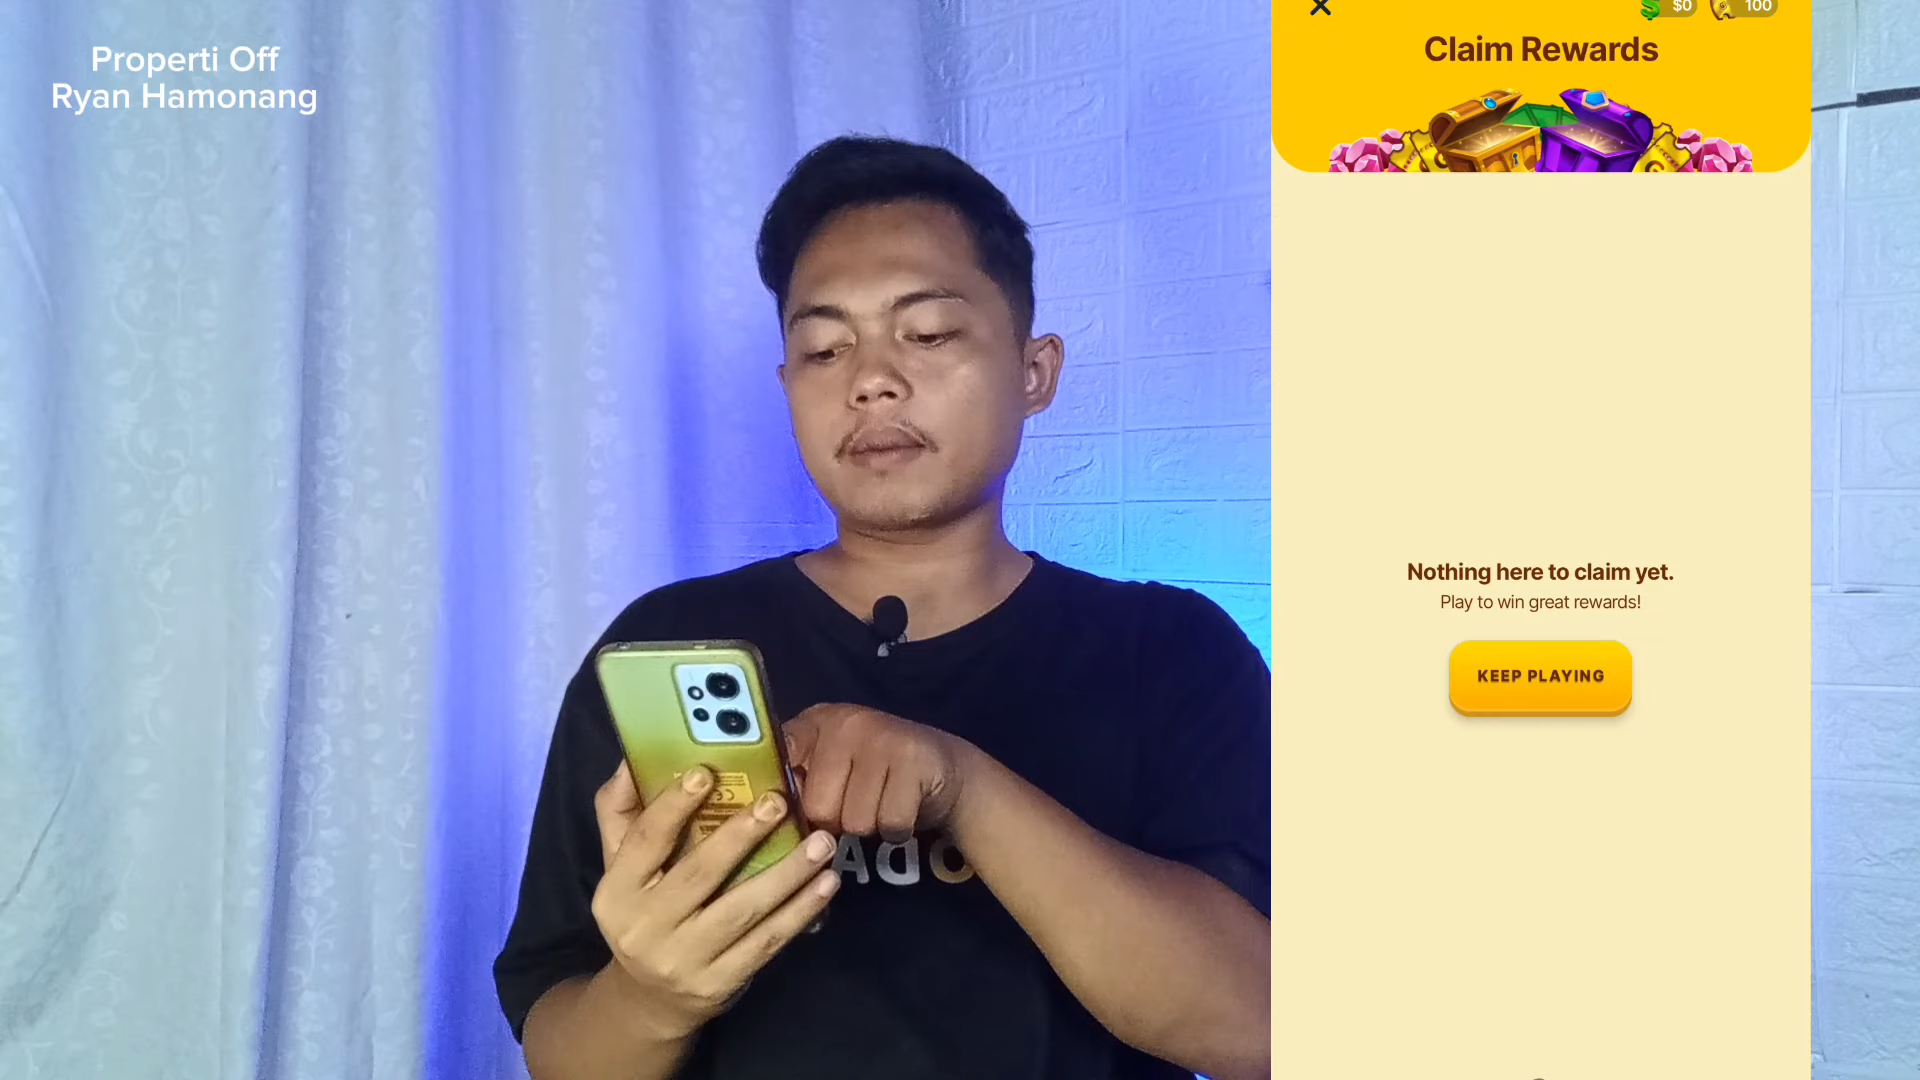 Properti Off
Ryan Hamonang
$0
100
Claim Rewards
Nothing here to claim yet.
Play to win great rewards!
KEEP PLAYING